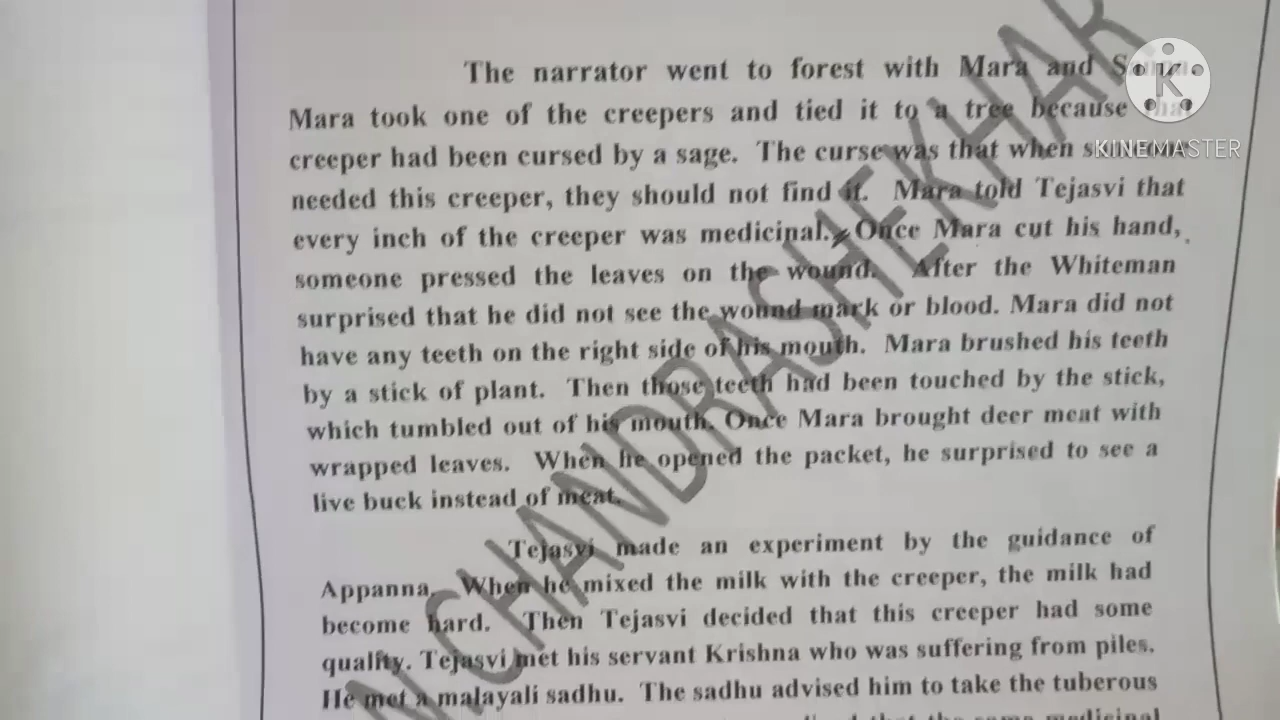 The narrator went to forest with Mara and
Mara took one of the creepers and tied it to a tree because that
creeper had been cursed by a sage. The curse was that when
needed this creeper, they should not find it. Mara told Tejasvi that
every inch of the creeper was medicinal. Once Mara cut his hand,
someone pressed the leaves on the wound. After the Whiteman
surprised that he did not see the wound mark or blood. Mara did not
have any teeth on the right side of his mouth. Mara brushed his teeth
by a stick of plant. Then those teeth had been touched by the stick,
which tumbled out of his mouth. Once Mara brought deer meat with
wrapped leaves. When he opened the packet, he surprised to see a
live buck instead of meat.
Tejasvi made an experiment by the guidance of
Appanna. When he mixed the milk with the creeper, the milk had
become hard. Then Tejasvi decided that this creeper had some
quality. Tejasvi met his servant Krishna who was suffering from piles.
He met a malayali sadhu. The sadhu advised him to take the tuberous
that the same medicinal
N CHANDRASHEKHAR
K
KINEMASTER